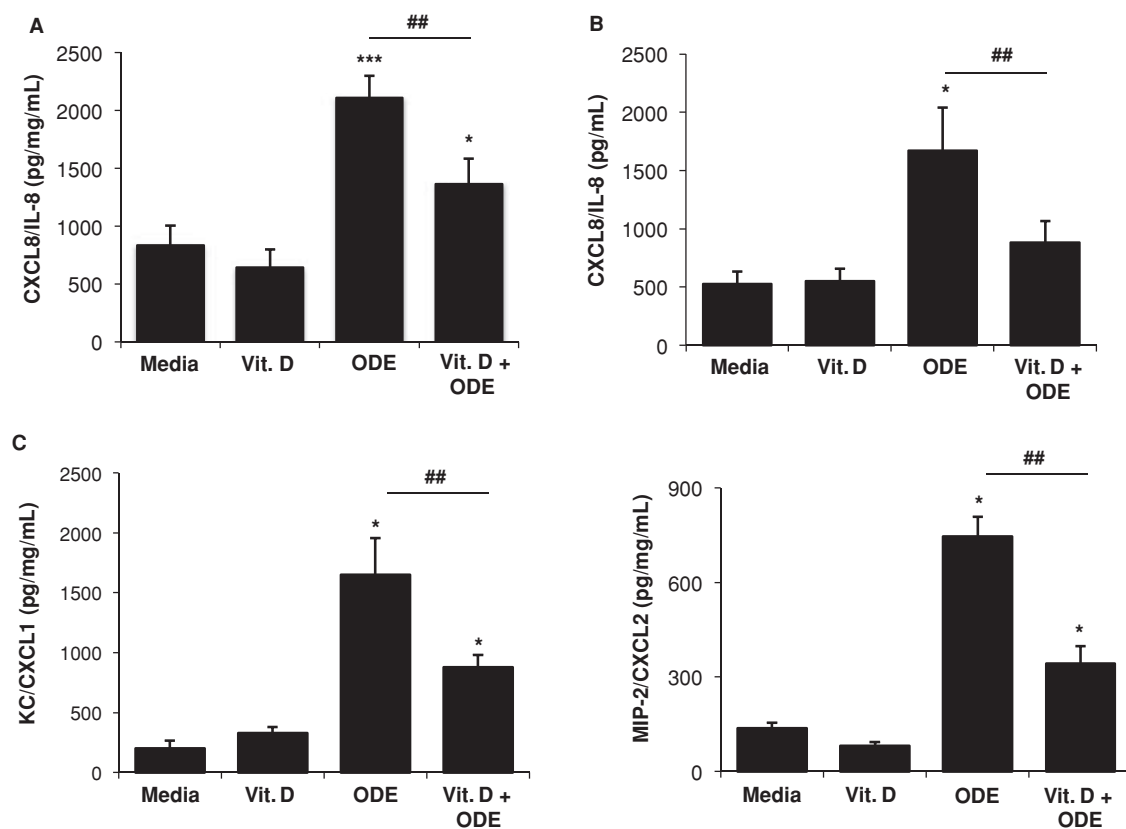 A
##
CXCL8/IL-8 (pg/mg/mL)
2500
2000
1500
1000
500
0
***
*
Media
Vit. D
ODE
Vit. D +
ODE
B
##
CXCL8/IL-8 (pg/mL)
2500
2000
1500
1000
500
0
*
Media
Vit. D
ODE
Vit. D +
ODE
C
##
KC/CXCL1 (pg/mg/mL)
2500
2000
1500
1000
500
0
*
*
Media
Vit. D
ODE
Vit. D +
ODE
##
MIP-2/CXCL2 (pg/mg/mL)
900
600
300
0
*
*
Media
Vit. D
ODE
Vit. D +
ODE